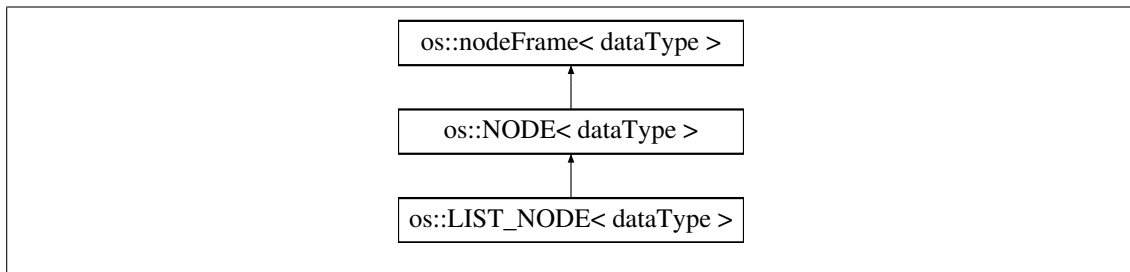 os::nodeFrame< dataType >
os::NODE< dataType >
os::LIST_NODE< dataType >